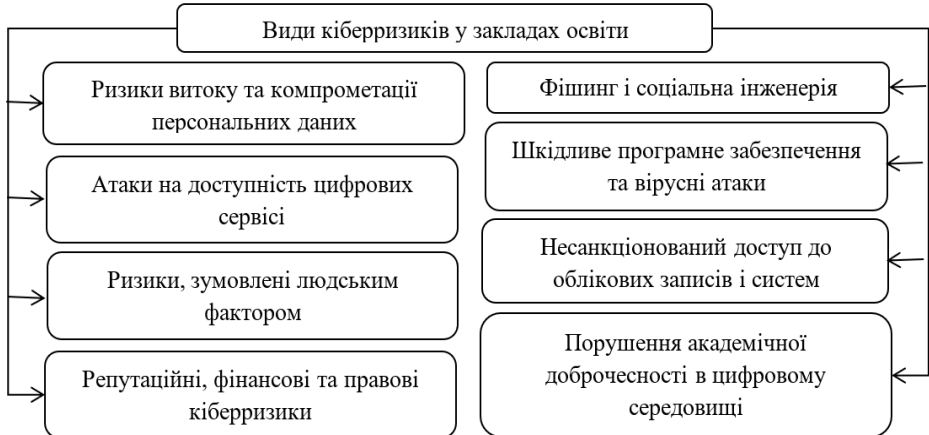 Види кіберризиків у закладах освіти
Ризики витоку та компрометації
персональних даних
Атаки на доступність цифрових
сервісі
Ризики, зумовлені людським
фактором
Репутаційні, фінансові та правові
кіберризики
Фішинг і соціальна інженерія
Шкідливе програмне забезпечення
та вірусні атаки
Несанкціонований доступ до
облікових записів і систем
Порушення академічної
доброчесності в цифровому
середовищі